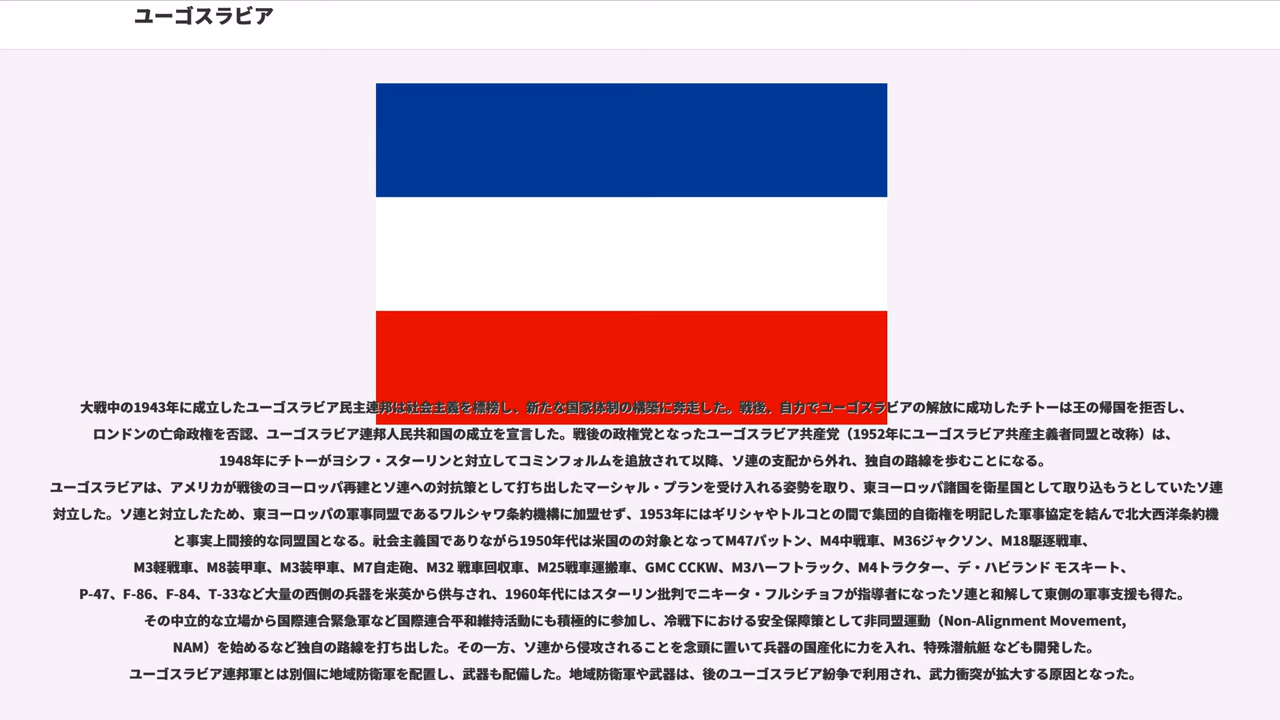 ユーゴスラビア
大戦中の1943年に成立したユーゴスラビア民主連邦は社会主義を標榜し、新たな国家体制の構築に奔走した。戦後、自力でユーゴスラビアの解放に成功したチトーは王の帰国を拒否し、
ロンドンの亡命政権を否認、ユーゴスラビア連邦人民共和国の成立を宣言した。戦後の政権党となったユーゴスラビア共産党（1952年にユーゴスラビア共産主義者同盟と改称）は、
1948年にチトーがヨシフ・スターリンと対立してコミンフォルムを追放されて以降、ソ連の支配から外れ、独自の路線を歩むことになる。
ユーゴスラビアは、アメリカが戦後のヨーロッパ再建とソ連への対抗策として打ち出したマーシャル・プランを受け入れる姿勢を取り、東ヨーロッパ諸国を衛星国として取り込もうとしていたソ連
対立した。ソ連と対立したため、東ヨーロッパの軍事同盟であるワルシャワ条約機構に加盟せず、1953年にはギリシャやトルコとの間で集団的自衛権を明記した軍事協定を結んで北大西洋条約機
と事実上間接的な同盟国となる。社会主義国でありながら1950年代は米国のの対象となってM47パットン、M4中戦車、M36ジャクソン、M18駆逐戦車、
M3軽戦車、M8装甲車、M3装甲車、M7自走砲、M32 戦車回収車、M25戦車運搬車、GMC CCKW、M3ハーフトラック、M4トラクター、デ・ハビランド モスキート、
P-47、F-86、F-84、T-33など大量の西側の兵器を米英から供与され、1960年代にはスターリン批判でニキータ・フルシチョフが指導者になったソ連と和解して東側の軍事支援も得た。
その中立的な立場から国際連合緊急軍など国際連合平和維持活動にも積極的に参加し、冷戦下における安全保障策として非同盟運動（Non-Alignment Movement,
NAM）を始めるなど独自の路線を打ち出した。その一方、ソ連から侵攻されることを念頭に置いて兵器の国産化に力を入れ、特殊潜航艇 なども開発した。
ユーゴスラビア連邦軍とは別個に地域防衛軍を配置し、武器も配備した。地域防衛軍や武器は、後のユーゴスラビア紛争で利用され、武力衝突が拡大する原因となった。